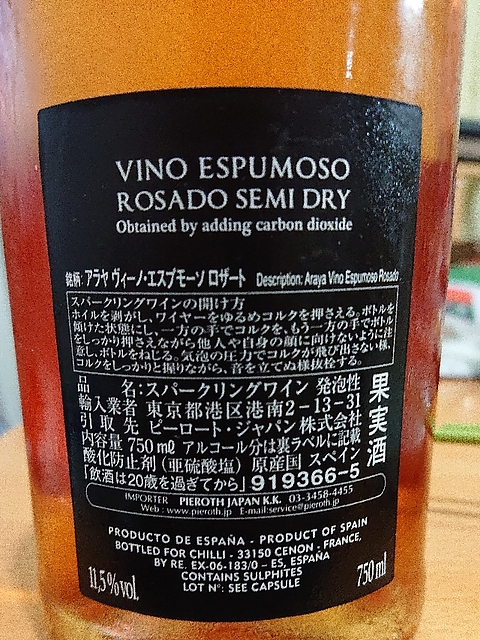 VINO ESPUMOSO
ROSADO SEMI DRY
Obtained by adding carbon dioxide
銘柄:アラヤ ヴィーノ・エスプモーソ ロザート Description: Araya Vino Espumoso Rosado
スパークリングワインの開け方
ホイルを剥がし、ワイヤーをゆるめコルクを押さえる。ボトルを
傾けた状態にし、一方の手でコルクを、もう一方の手でボトル
をしっかり押さえながら他人や自身の顔に向けないように注
意し、ボトルをねじる。気泡の圧力でコルクが飛び出さない様、
コルクをしっかりと握りながら、音を立てぬ様抜栓する。
品 名:スパークリングワイン 発泡性
果実酒
輸入業者 東京都港区港南2-13-31
引取先 ピーロート・ジャパン株式会社
内容量 750mℓ アルコール分は裏ラベルに記載
酸化防止剤(亜硫酸塩) 原産国 スペイン
「飲酒は20歳を過ぎてから」919366-5
IMPORTER PIEROTH JAPAN K.K. 03-3458-4455
Web : www.pieroth.jp E-mail:service@pieroth.jp
PRODUCTO DE ESPAÑA - PRODUCT OF SPAIN
BOTTLED FOR CHILLI - 33150 CENON - FRANCE,
BY RE. EX-06-183/0 - ES, ESPAÑA
CONTAINS SULPHITES
LOT Nº: SEE CAPSULE
11,5% vol.
750 ml